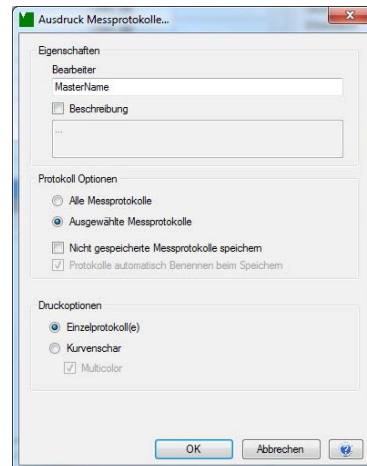 Ausdruck Messprotokolle...
Eigenschaften
Bearbeiter
MasterName
Beschreibung
...
Protokoll Optionen
Alle Messprotokolle
Ausgewählte Messprotokolle
Nicht gespeicherte Messprotokolle speichern
Protokolle automatisch Benennen beim Speichern
Druckoptionen
Einzelprotokoll(e)
Kurvenschar
Multicolor
OK Abbrechen ?